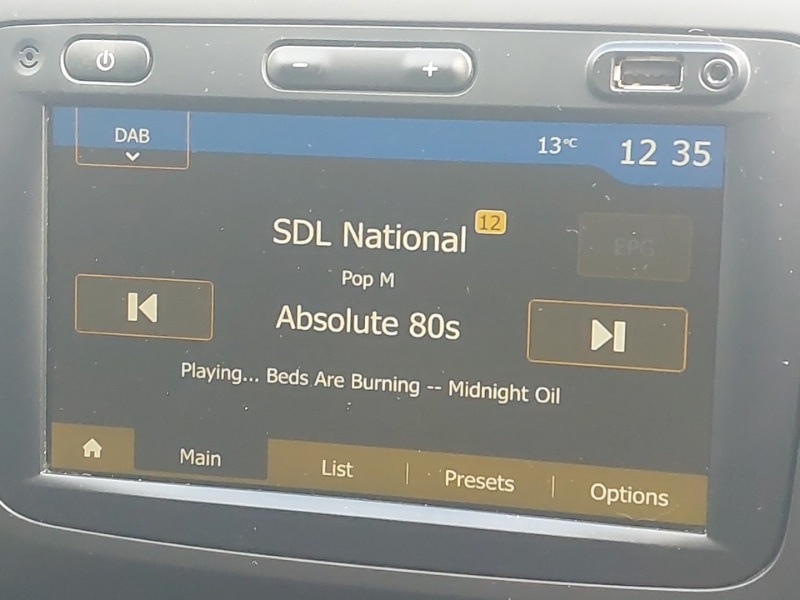 DAB
13°C
12 35
SDL National 12
EPG
Pop M
Absolute 80s
Playing... Beds Are Burning -- Midnight Oil
Main
List
Presets
Options